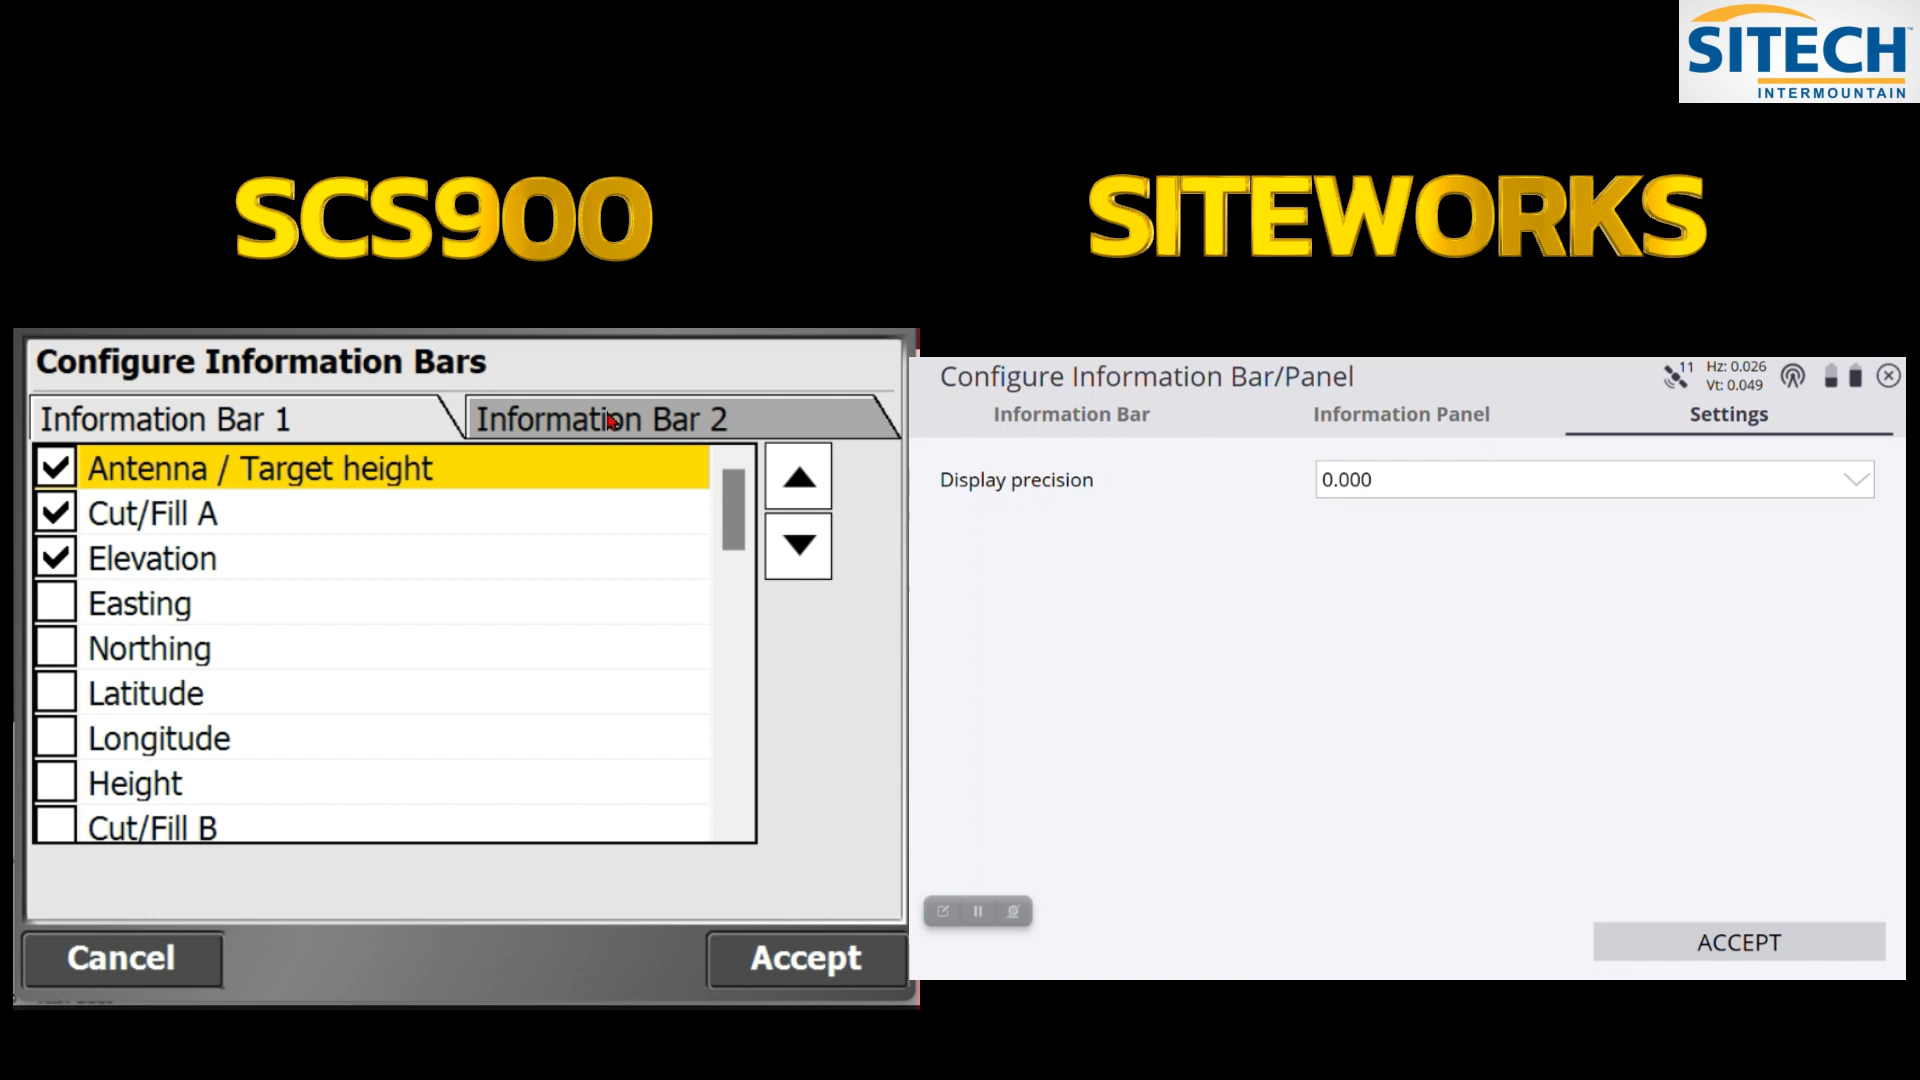 SITECH
INTERMOUNTAIN
SCS900
SITEWORKS
Configure Information Bars
Information Bar 1
Information Bar 2
Antenna / Target height
Cut/Fill A
Elevation
Easting
Northing
Latitude
Longitude
Height
Cut/Fill B
Cancel
Accept
Configure Information Bar/Panel
11
Hz: 0.026
Vt: 0.049
Information Bar
Information Panel
Settings
Display precision
0.000
ACCEPT